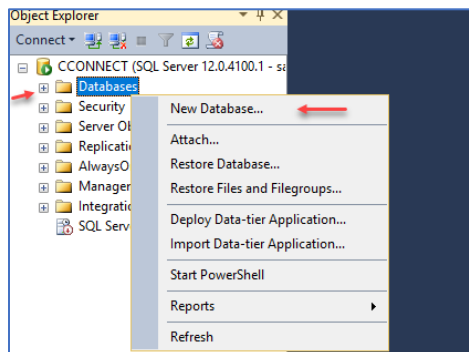 Object Explorer
Connect
CCONNECT (SQL Server 12.0.4100.1 - sa
Databases
Security
Server Ob
Replicatio
AlwaysO
Manager
Integratio
SQL Serv
New Database...
Attach...
Restore Database...
Restore Files and Filegroups...
Deploy Data-tier Application...
Import Data-tier Application...
Start PowerShell
Reports
Refresh